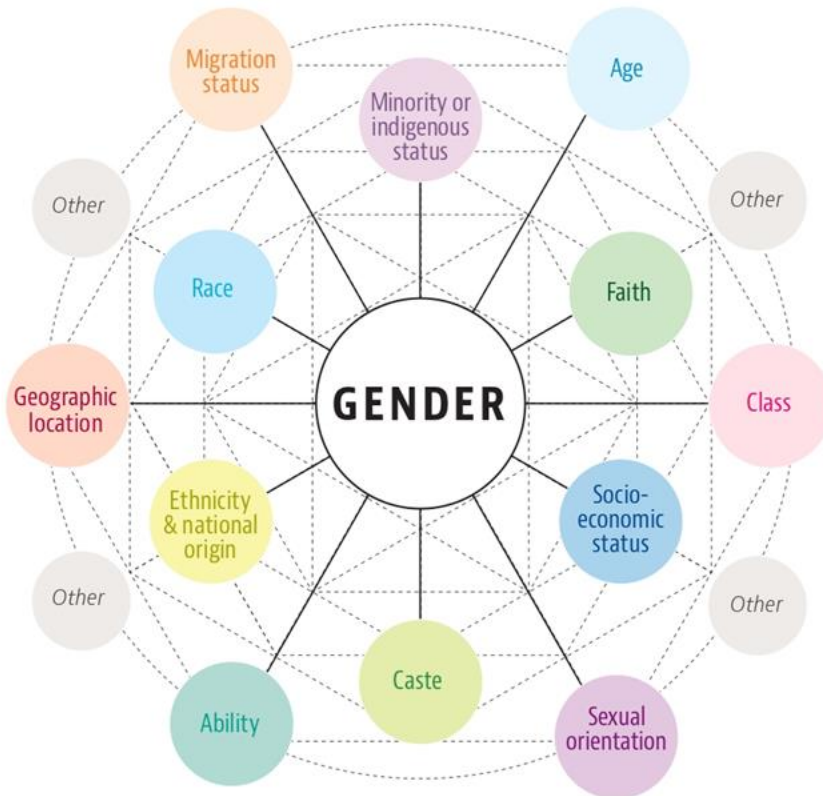 Migration
status
Age
Minority or
indigenous
status
Other
Other
Race
Faith
Geographic
location
GENDER
Class
Ethnicity
& national
origin
Socio-
economic
status
Other
Other
Ability
Caste
Sexual
orientation